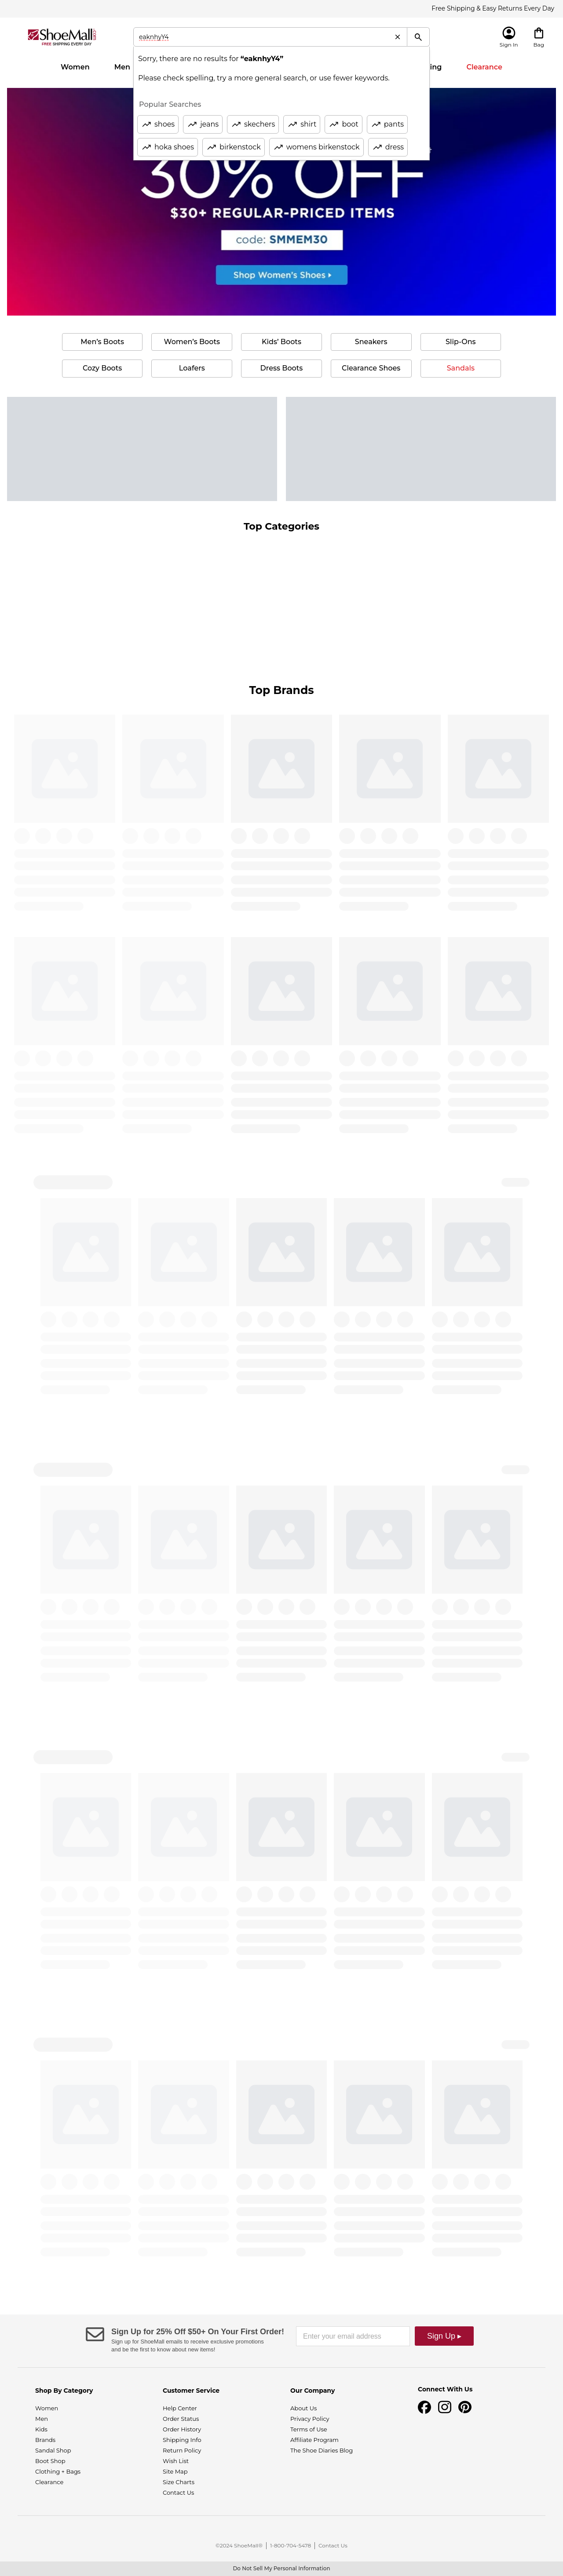 Free Shipping & Easy Returns Every Day
ShoeMall
FREE SHIPPING EVERY DAY
eaknhyY4
Sign In
Bag
Sorry, there are no results for “eaknhyY4”
Please check spelling, try a more general search, or use fewer keywords.
Women
Men
ing
Clearance
Popular Searches
shoes
jeans
skechers
shirt
boot
pants
hoka shoes
birkenstock
womens birkenstock
dress
30% OFF
$30+ REGULAR-PRICED ITEMS
code: SMMEM30
Shop Women's Shoes
Men’s Boots
Women’s Boots
Kids’ Boots
Sneakers
Slip-Ons
Cozy Boots
Loafers
Dress Boots
Clearance Shoes
Sandals
Top Categories
Top Brands
Sign Up for 25% Off $50+ On Your First Order!
Sign up for ShoeMall emails to receive exclusive promotions
and be the first to know about new items!
Enter your email address
Sign Up ▸
Shop By Category
Women
Men
Kids
Brands
Sandal Shop
Boot Shop
Clothing + Bags
Clearance
Customer Service
Help Center
Order Status
Order History
Shipping Info
Return Policy
Wish List
Site Map
Size Charts
Contact Us
Our Company
About Us
Privacy Policy
Terms of Use
Affiliate Program
The Shoe Diaries Blog
Connect With Us
©2024 ShoeMall® | 1-800-704-5478 | Contact Us
Do Not Sell My Personal Information